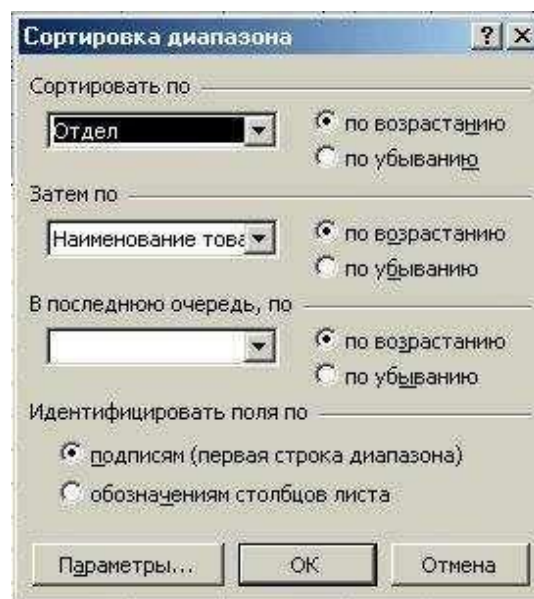 Сортировка диапазона
Сортировать по
Отдел
по возрастанию
по убыванию
Затем по
Наименование това
по возрастанию
по убыванию
В последнюю очередь, по
по возрастанию
по убыванию
Идентифицировать поля по
подписям (первая строка диапазона)
обозначениям столбцов листа
Параметры... ОК Отмена